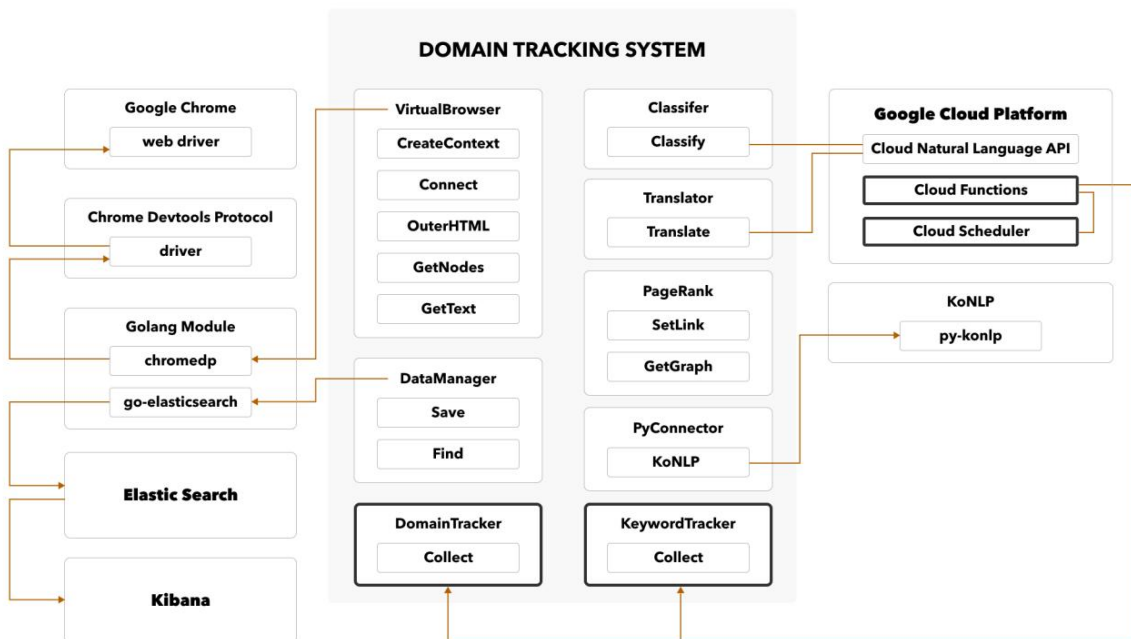 DOMAIN TRACKING SYSTEM
Google Chrome
web driver
Chrome Devtools Protocol
driver
Golang Module
chromedp
go-elasticsearch
Elastic Search
Kibana
VirtualBrowser
CreateContext
Connect
OuterHTML
GetNodes
GetText
DataManager
Save
Find
DomainTracker
Collect
Classifer
Classify
Translator
Translate
PageRank
SetLink
GetGraph
PyConnector
KoNLP
KeywordTracker
Collect
Google Cloud Platform
Cloud Natural Language API
Cloud Functions
Cloud Scheduler
KoNLP
py-konlp